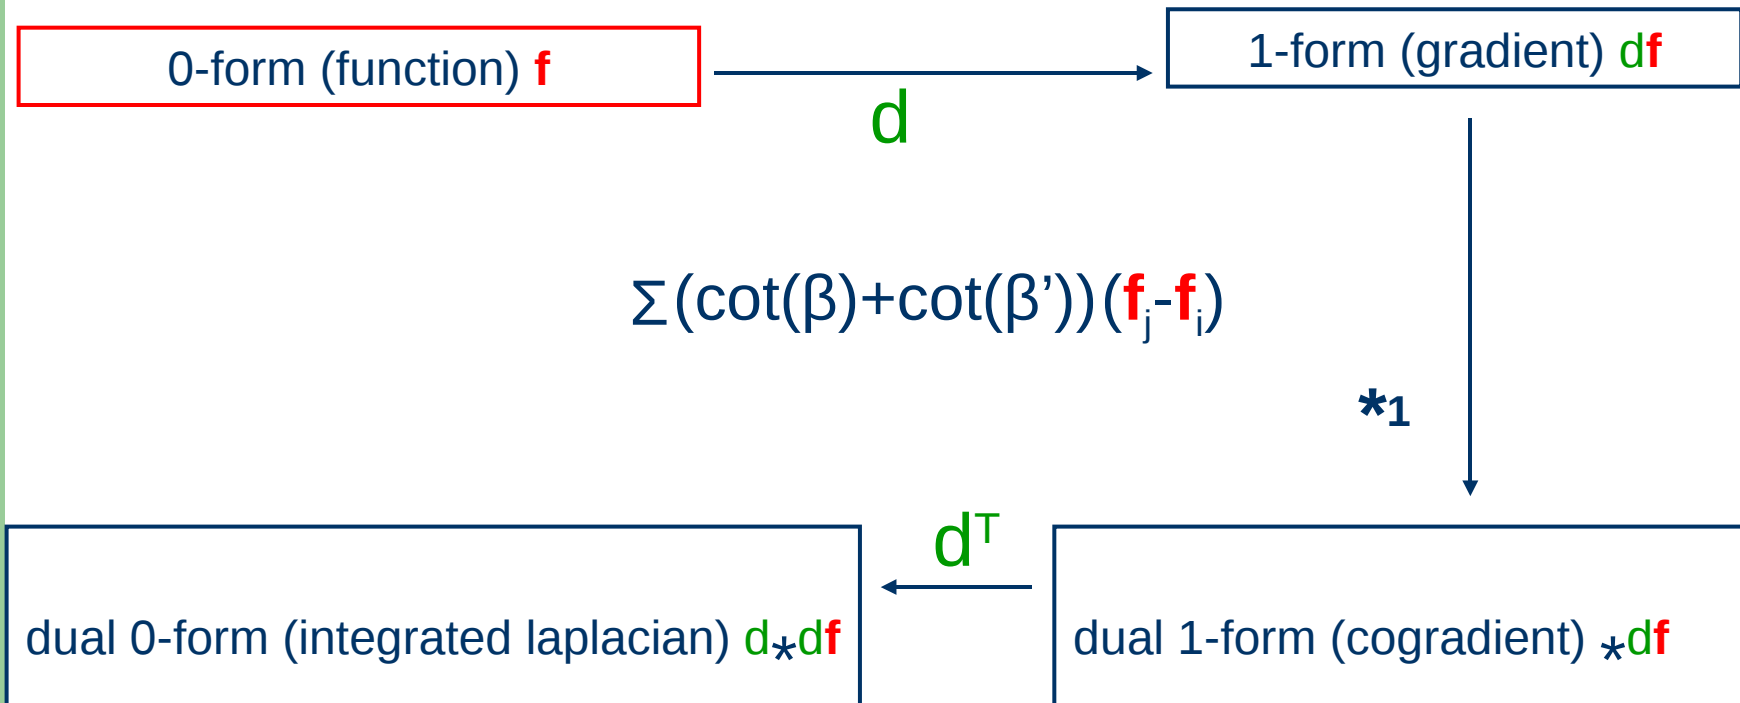 0-form (function) f
1-form (gradient) df
d
Σ(cot(β)+cot(β’))(fj-fi)
*1
dT
dual 0-form (integrated laplacian) d*df
dual 1-form (cogradient) *df